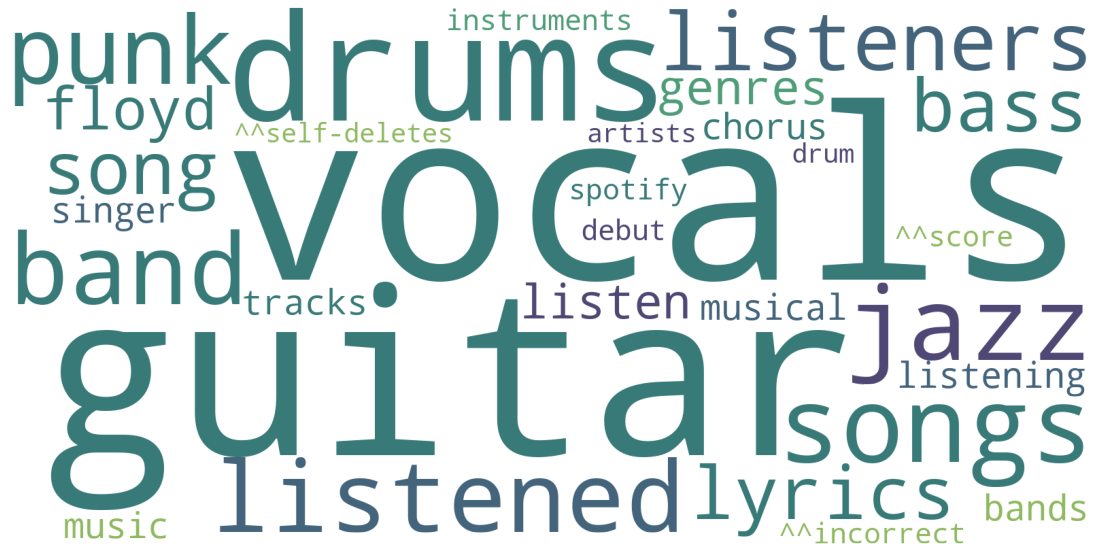 instruments
punk
drums
listeners
floyd
genres
bass
^^self-deletes
artists
chorus
drum
song
vocals
spotify
singer
debut
^^score
band
tracks
listen
musical
jazz
guitar
listening
songs
listened
lyrics
music
bands
^^incorrect